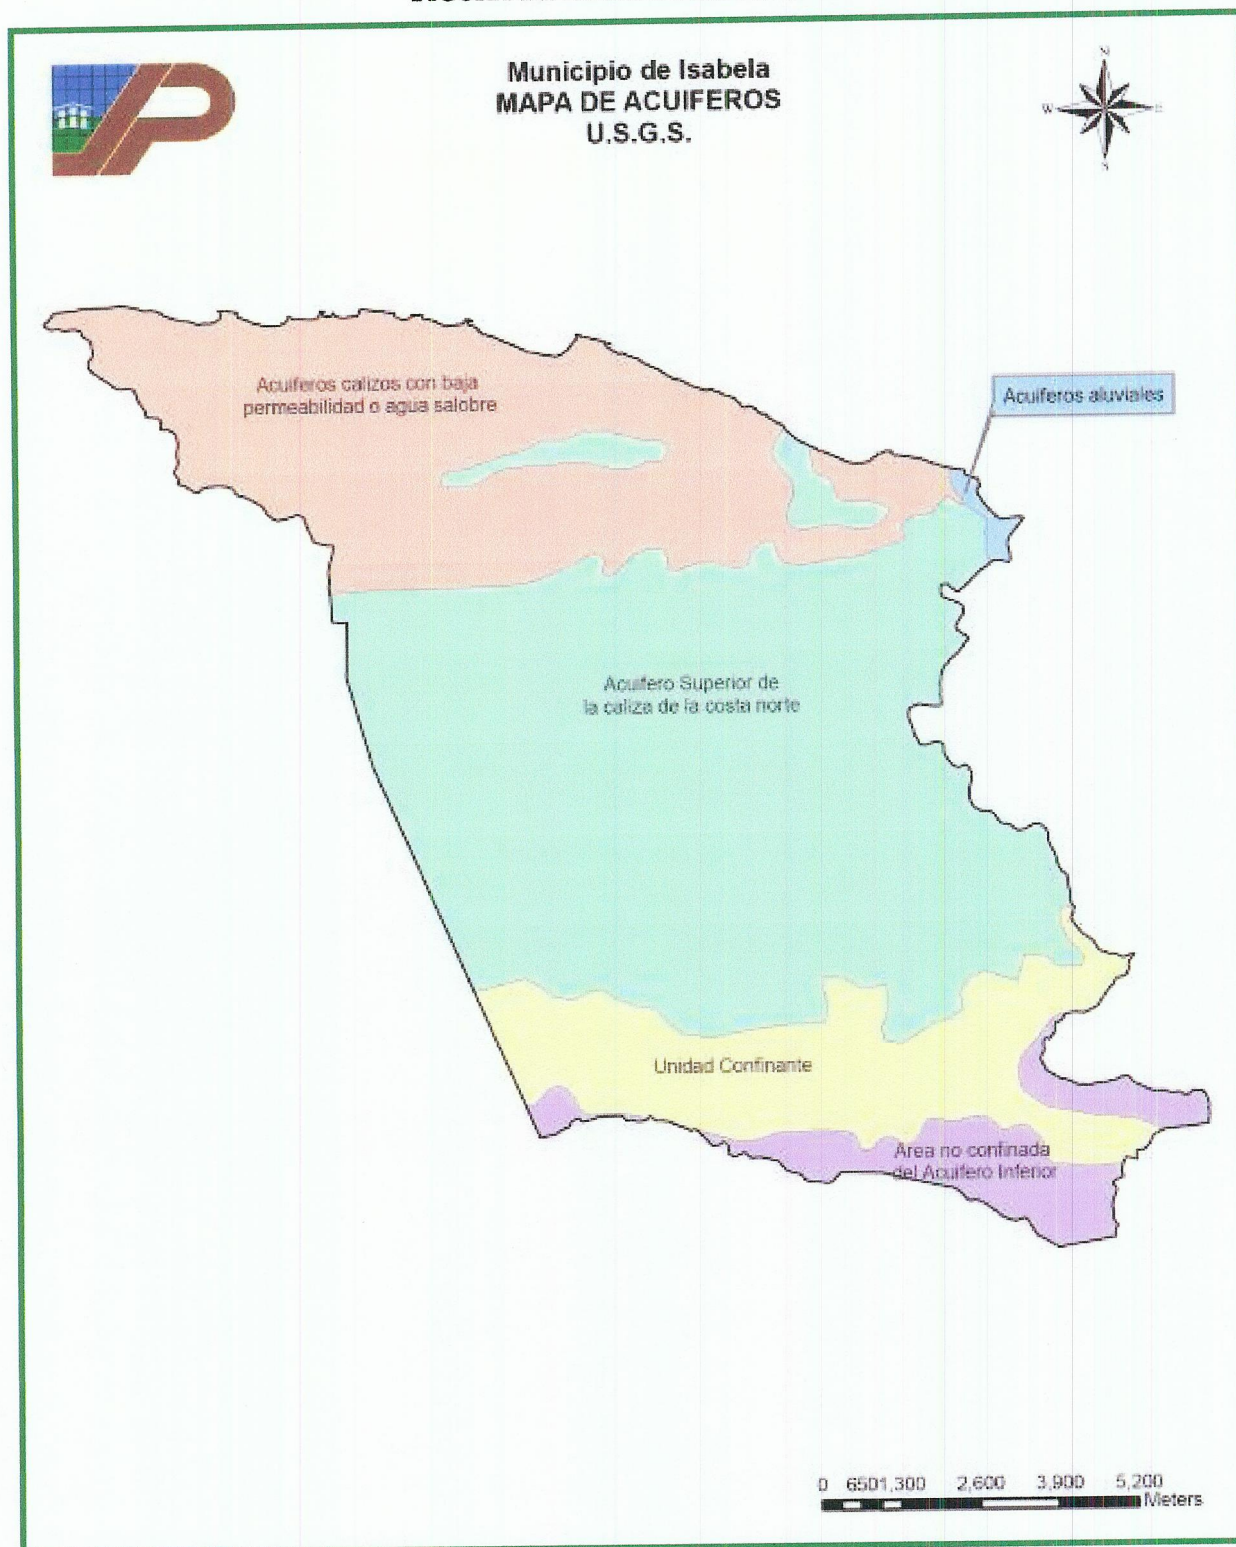 Municipio de Isabela
MAPA DE ACUIFEROS
U.S.G.S.
N
W
E
S
Acuiferos calizos con baja
permeabilidad o agua salobre
Acuiferos aluviales
Acuifero Superior de
la caliza de la costa norte
Unidad Confinante
Area no confinada
del Acuifero Inferior
0 6501,300 2,600 3,900 5,200
Meters